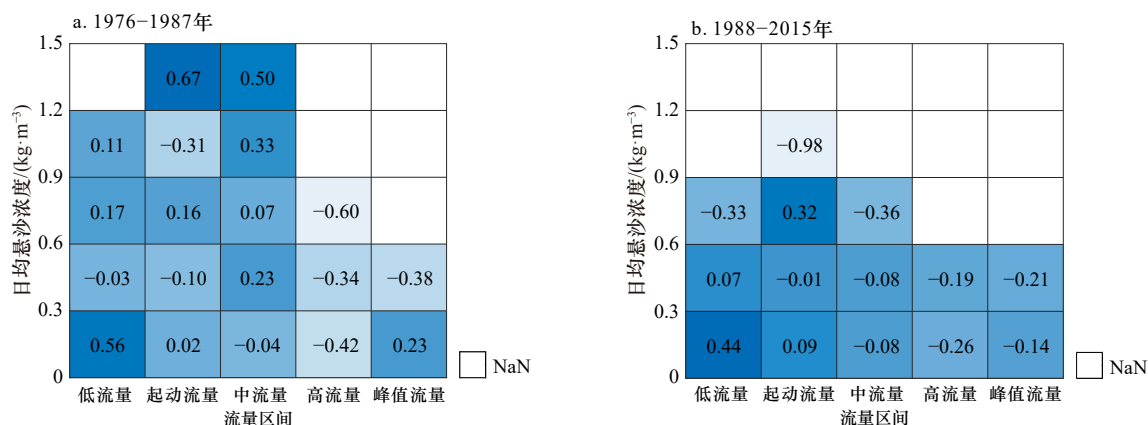 a. 1976−1987年
日均悬沙浓度/(kg·m⁻³)
1.5
1.2
0.9
0.6
0.3
0
0.67 0.50
0.11 −0.31 0.33
0.17 0.16 0.07 −0.60
−0.03 −0.10 0.23 −0.34 −0.38
0.56 0.02 −0.04 −0.42 0.23
NaN
低流量 起动流量 中流量 高流量 峰值流量
流量区间
b. 1988−2015年
日均悬沙浓度/(kg·m⁻³)
1.5
1.2
0.9
0.6
0.3
0
−0.98
−0.33 0.32 −0.36
0.07 −0.01 −0.08 −0.19 −0.21
0.44 0.09 −0.08 −0.26 −0.14
NaN
低流量 起动流量 中流量 高流量 峰值流量
流量区间